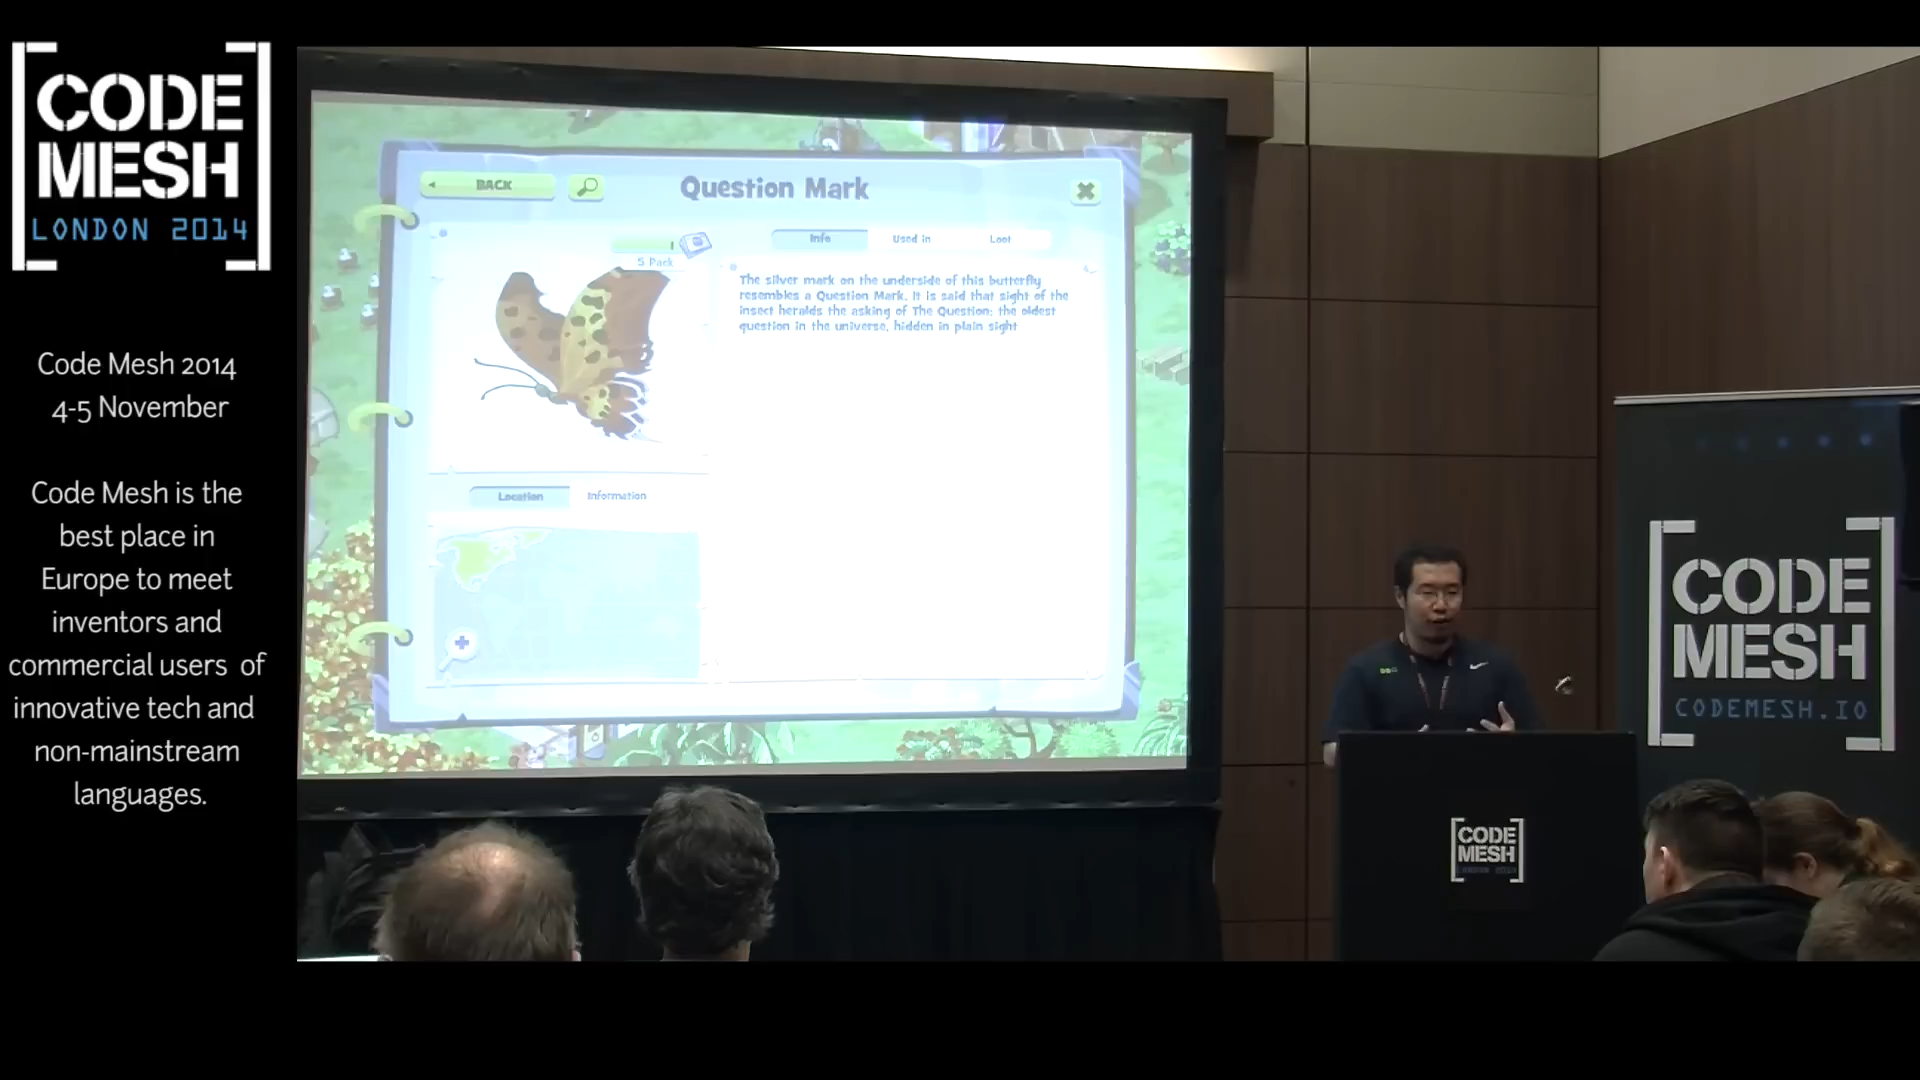 CODE
MESH
LONDON 2014
Code Mesh 2014
4-5 November
Code Mesh is the
best place in
Europe to meet
inventors and
commercial users of
innovative tech and
non-mainstream
languages.
BACK
Question Mark
5 Pack
Info
Used in
Loot
The silver mark on the underside of this butterfly
resembles a Question Mark. It is said that sight of the
insect heralds the asking of The Question: the oldest
question in the universe, hidden in plain sight
Location
Information
CODE
MESH
CODEMESH.IO
CODE
MESH
LONDON 2014